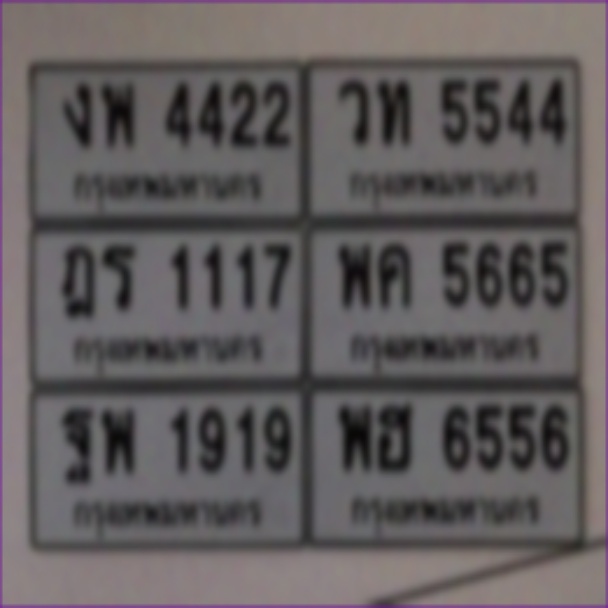 งพ 4422
กรุงเทพมหานคร
วท 5544
กรุงเทพมหานคร
ฎร 1117
กรุงเทพมหานคร
พค 5665
กรุงเทพมหานคร
ฐพ 1919
กรุงเทพมหานคร
พฮ 6556
กรุงเทพมหานคร